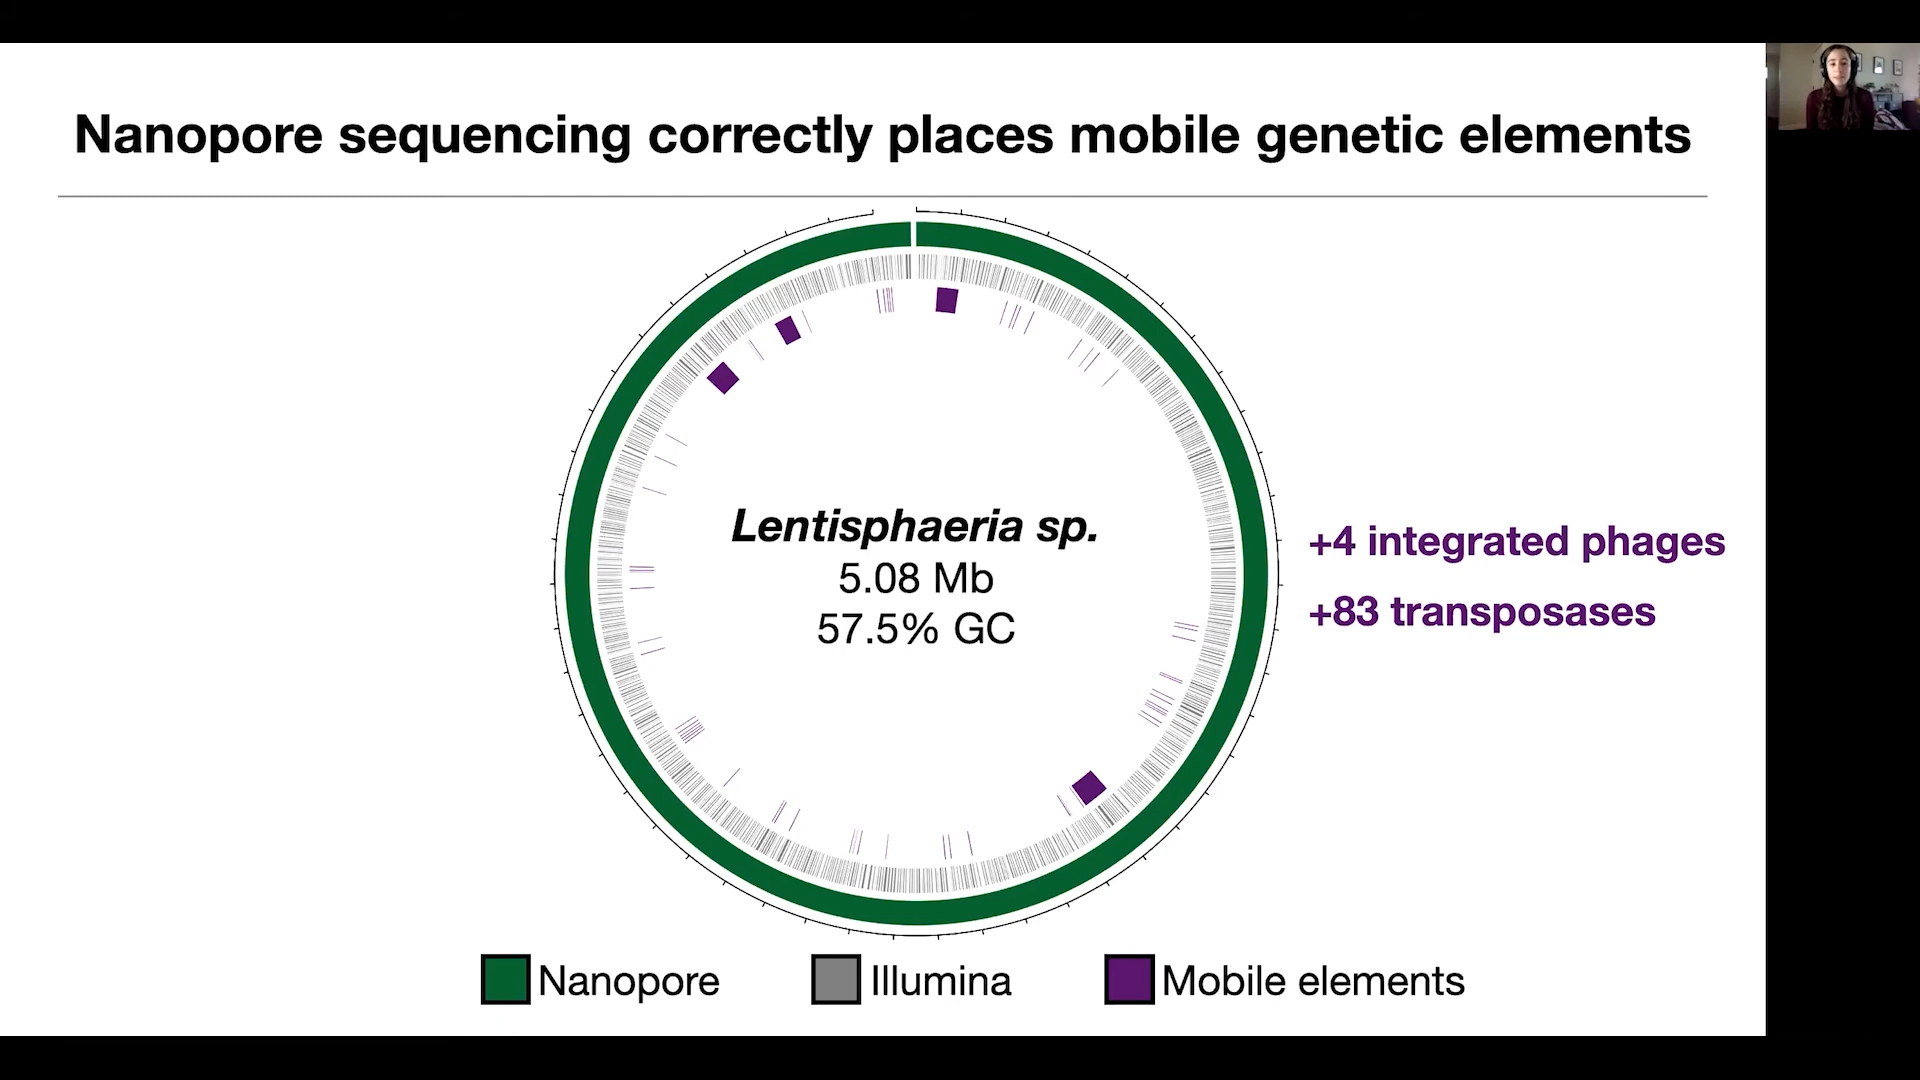 Nanopore sequencing correctly places mobile genetic elements
Lentisphaeria sp.
5.08 Mb
57.5% GC
+4 integrated phages
+83 transposases
Nanopore
Illumina
Mobile elements